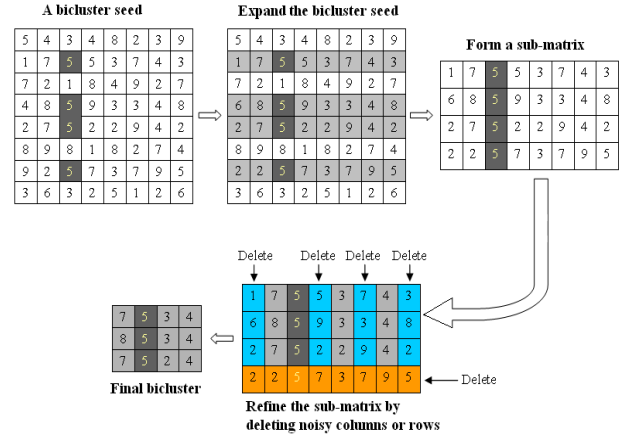 A bicluster seed
5 4 3 4 8 2 3 9
1 7 5 5 3 7 4 3
7 2 1 8 4 9 2 7
4 8 5 9 3 3 4 8
2 7 5 2 2 9 4 2
8 9 8 1 8 2 7 4
9 2 5 7 3 7 9 5
3 6 3 2 5 1 2 6
Expand the bicluster seed
5 4 3 4 8 2 3 9
1 7 5 5 3 7 4 3
7 2 1 8 4 9 2 7
6 8 5 9 3 3 4 8
2 7 5 2 2 9 4 2
8 9 8 1 8 2 7 4
2 2 5 7 3 7 9 5
3 6 3 2 5 1 2 6
Form a sub-matrix
1 7 5 5 3 7 4 3
6 8 5 9 3 3 4 8
2 7 5 2 2 9 4 2
2 2 5 7 3 7 9 5
Delete Delete Delete Delete
1 7 5 5 3 7 4 3
6 8 5 9 3 3 4 8
2 7 5 2 2 9 4 2
2 2 5 7 3 7 9 5
Delete
Refine the sub-matrix by
deleting noisy columns or rows
7 5 3 4
8 5 3 4
7 5 2 4
Final bicluster